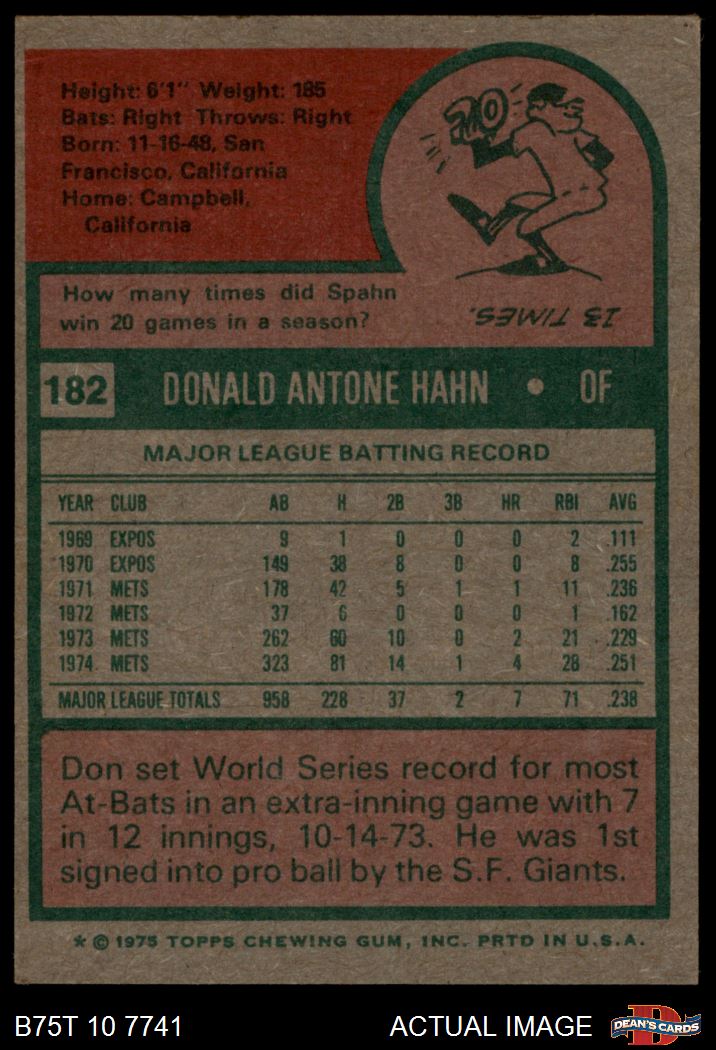 Height: 6'1" Weight: 185
Bats: Right Throws: Right
Born: 11-16-48, San
Francisco, California
Home: Campbell,
California
20
How many times did Spahn
win 20 games in a season?
13 TIMES.
182 DONALD ANTONE HAHN • OF
MAJOR LEAGUE BATTING RECORD
YEAR CLUB AB H 2B 3B HR RBI AVG
1969 EXPOS 9 1 0 0 0 2 .111
1970 EXPOS 149 38 8 0 0 8 .255
1971 METS 178 42 5 1 1 11 .236
1972 METS 37 6 0 0 0 1 .162
1973 METS 262 60 10 0 2 21 .229
1974 METS 323 81 14 1 4 28 .251
MAJOR LEAGUE TOTALS 958 228 37 2 7 71 .238
Don set World Series record for most
At-Bats in an extra-inning game with 7
in 12 innings, 10-14-73. He was 1st
signed into pro ball by the S.F. Giants.
* © 1975 TOPPS CHEWING GUM, INC. PRTD IN U.S.A.
B75T 10 7741 ACTUAL IMAGE DEAN'S CARDS